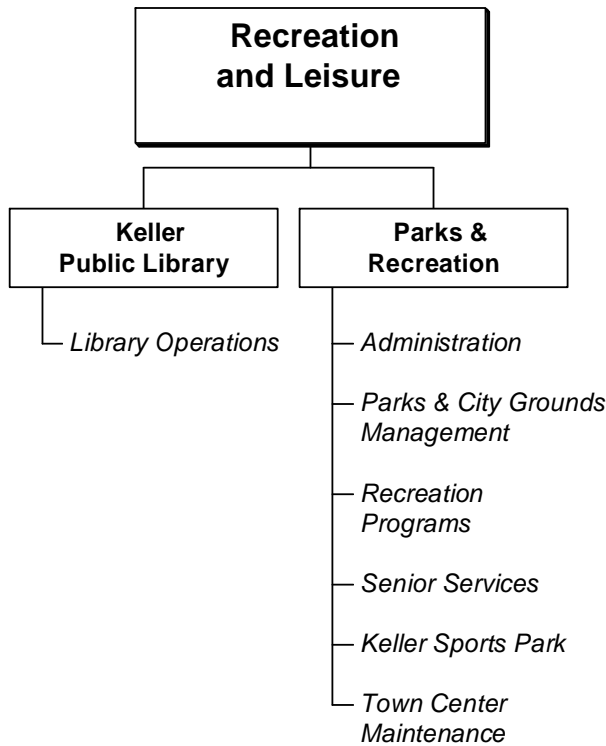 Recreation
and Leisure
Keller
Public Library
Parks &
Recreation
Library Operations
Administration
Parks & City Grounds
Management
Recreation
Programs
Senior Services
Keller Sports Park
Town Center
Maintenance